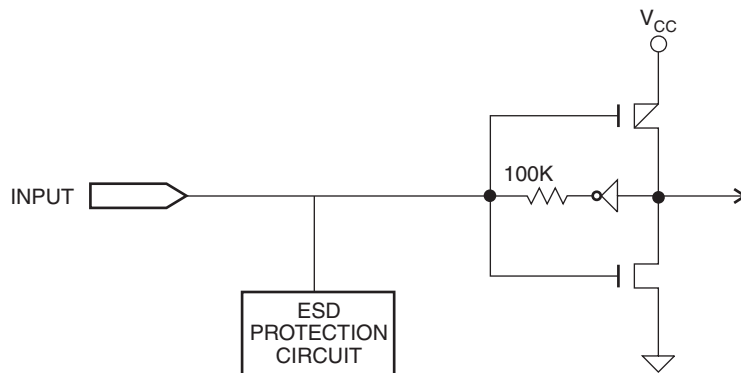 V_CC
100K
INPUT
ESD
PROTECTION
CIRCUIT